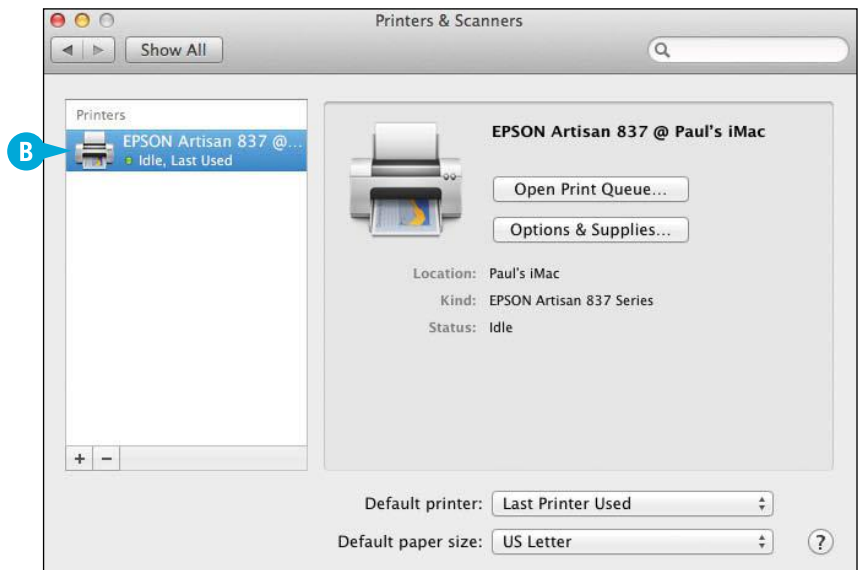 Printers & Scanners
Show All
Printers
B
EPSON Artisan 837 @...
Idle, Last Used
EPSON Artisan 837 @ Paul's iMac
Open Print Queue...
Options & Supplies...
Location: Paul's iMac
Kind: EPSON Artisan 837 Series
Status: Idle
+ −
Default printer: Last Printer Used
Default paper size: US Letter
?